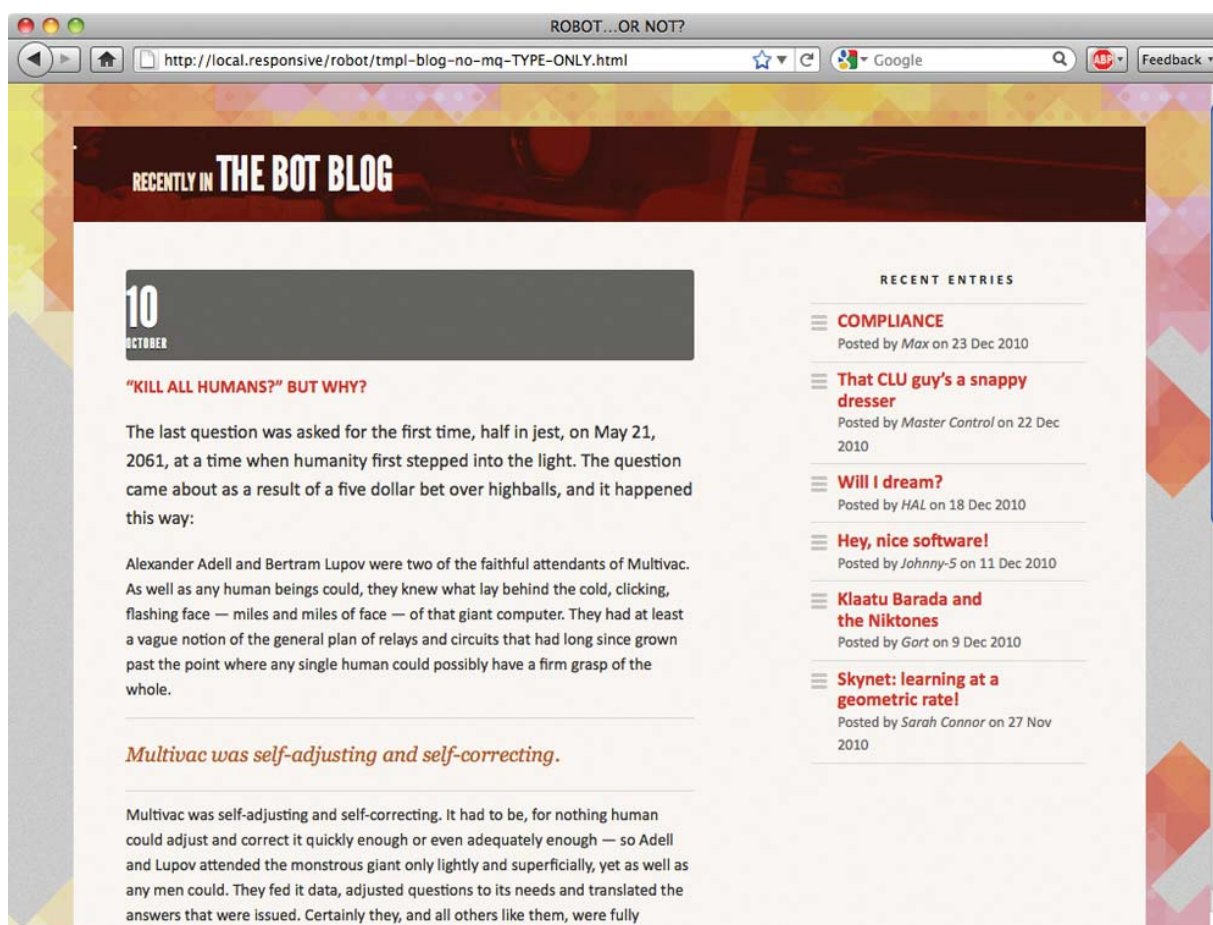 ROBOT...OR NOT?
http://local.responsive/robot/tmpl-blog-no-mq-TYPE-ONLY.html
Google
ABP
Feedback
RECENTLY IN THE BOT BLOG
10
OCTOBER
“KILL ALL HUMANS?” BUT WHY?
The last question was asked for the first time, half in jest, on May 21,
2061, at a time when humanity first stepped into the light. The question
came about as a result of a five dollar bet over highballs, and it happened
this way:
Alexander Adell and Bertram Lupov were two of the faithful attendants of Multivac.
As well as any human beings could, they knew what lay behind the cold, clicking,
flashing face — miles and miles of face — of that giant computer. They had at least
a vague notion of the general plan of relays and circuits that had long since grown
past the point where any single human could possibly have a firm grasp of the
whole.
Multivac was self-adjusting and self-correcting.
Multivac was self-adjusting and self-correcting. It had to be, for nothing human
could adjust and correct it quickly enough or even adequately enough — so Adell
and Lupov attended the monstrous giant only lightly and superficially, yet as well as
any men could. They fed it data, adjusted questions to its needs and translated the
answers that were issued. Certainly they, and all others like them, were fully
RECENT ENTRIES
COMPLIANCE
Posted by Max on 23 Dec 2010
That CLU guy’s a snappy
dresser
Posted by Master Control on 22 Dec
2010
Will I dream?
Posted by HAL on 18 Dec 2010
Hey, nice software!
Posted by Johnny-5 on 11 Dec 2010
Klaatu Barada and
the Niktones
Posted by Gort on 9 Dec 2010
Skynet: learning at a
geometric rate!
Posted by Sarah Connor on 27 Nov
2010